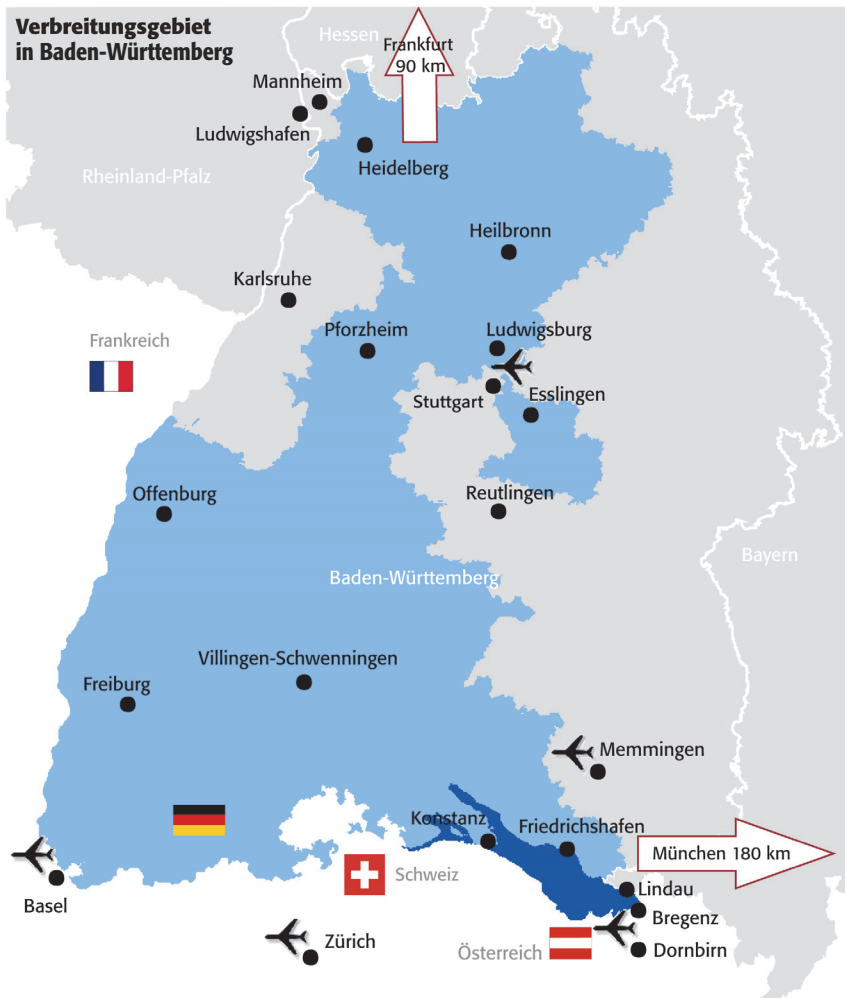 Verbreitungsgebiet
in Baden-Württemberg
Hessen
Frankfurt
90 km
Mannheim
Ludwigshafen
Heidelberg
Rheinland-Pfalz
Heilbronn
Karlsruhe
Frankreich
Pforzheim
Ludwigsburg
Stuttgart
Esslingen
Offenburg
Reutlingen
Bayern
Baden-Württemberg
Villingen-Schwenningen
Freiburg
Memmingen
Konstanz
Friedrichshafen
München 180 km
Schweiz
Lindau
Basel
Bregenz
Zürich
Österreich
Dornbirn